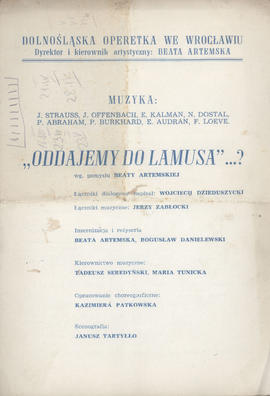 DOLNOŚLĄSKA OPERETKA WE WROCŁAWIU
Dyrektor i kierownik artystyczny: BEATA ARTEMSKA
MUZYKA:
J. STRAUSS, J. OFFENBACH, E. KALMAN, N. DOSTAL,
P. ABRAHAM, P. BURKHARD, E. AUDRAN, F. LOEVE.
„ODDAJEMY DO LAMUSA"...?
wg. pomysłu BEATY ARTEMSKIEJ
Łączniki dialogowe napisał: WOJCIECH DZIEDUSZYCKI
Łączniki muzyczne: JERZY ZABŁOCKI
Inscenizacja i reżyseria
BEATA ARTEMSKA, BOGUSŁAW DANIELEWSKI
Kierownictwo muzyczne:
TADEUSZ SEREDYŃSKI, MARIA TUNICKA
Opracowanie choreograficzne:
KAZIMIERA PATKOWSKA
Scenografia:
JANUSZ TARTYŁŁO